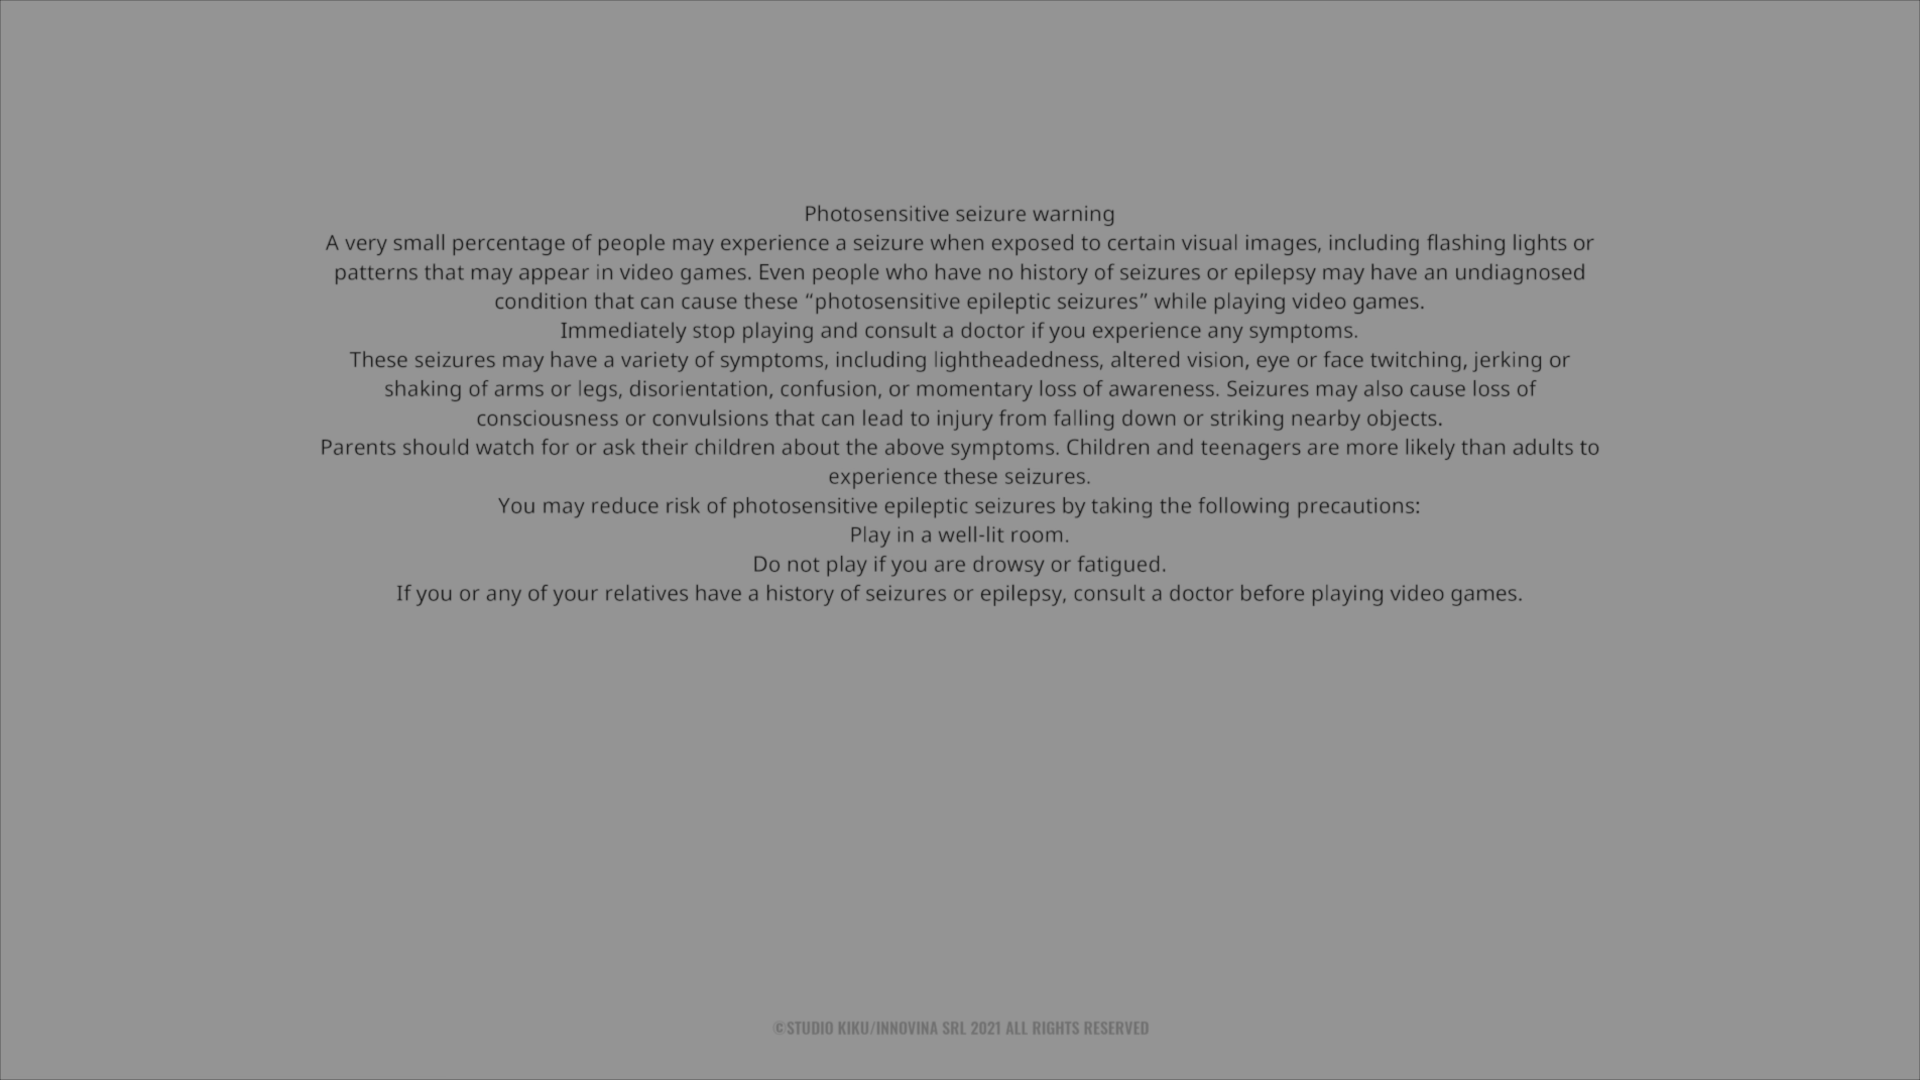 Photosensitive seizure warning
A very small percentage of people may experience a seizure when exposed to certain visual images, including flashing lights or
patterns that may appear in video games. Even people who have no history of seizures or epilepsy may have an undiagnosed
condition that can cause these “photosensitive epileptic seizures” while playing video games.
Immediately stop playing and consult a doctor if you experience any symptoms.
These seizures may have a variety of symptoms, including lightheadedness, altered vision, eye or face twitching, jerking or
shaking of arms or legs, disorientation, confusion, or momentary loss of awareness. Seizures may also cause loss of
consciousness or convulsions that can lead to injury from falling down or striking nearby objects.
Parents should watch for or ask their children about the above symptoms. Children and teenagers are more likely than adults to
experience these seizures.
You may reduce risk of photosensitive epileptic seizures by taking the following precautions:
Play in a well-lit room.
Do not play if you are drowsy or fatigued.
If you or any of your relatives have a history of seizures or epilepsy, consult a doctor before playing video games.
©STUDIO KIKU/INNOVINA SRL 2021 ALL RIGHTS RESERVED